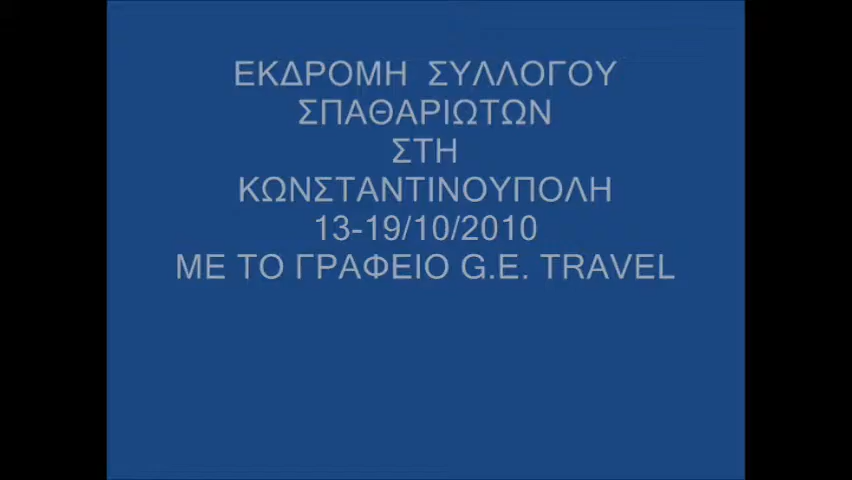 ΕΚΔΡΟΜΗ ΣΥΛΛΟΓΟΥ
ΣΠΑΘΑΡΙΩΤΩΝ
ΣΤΗ
ΚΩΝΣΤΑΝΤΙΝΟΥΠΟΛΗ
13-19/10/2010
ΜΕ ΤΟ ΓΡΑΦΕΙΟ G.E. TRAVEL